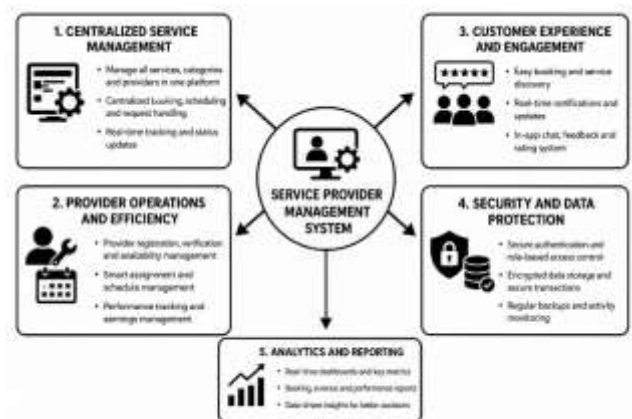 1. CENTRALIZED SERVICE
MANAGEMENT
• Manage all services, categories
and providers in one platform
• Centralized booking, scheduling
and request handling
• Real-time tracking and status
updates
3. CUSTOMER EXPERIENCE
AND ENGAGEMENT
• Easy booking and service
discovery
• Real-time notifications and
updates
• In-app chat, feedback and
rating system
SERVICE PROVIDER
MANAGEMENT
SYSTEM
2. PROVIDER OPERATIONS
AND EFFICIENCY
• Provider registration, verification
and availability management
• Smart assignment and
schedule management
• Performance tracking and
earnings management
4. SECURITY AND DATA
PROTECTION
• Secure authentication and
role-based access control
• Encrypted data storage and
secure transactions
• Regular backups and activity
monitoring
5. ANALYTICS AND REPORTING
• Real-time dashboards and key metrics
• Booking, revenue and performance reports
• Data-driven insights for better decisions